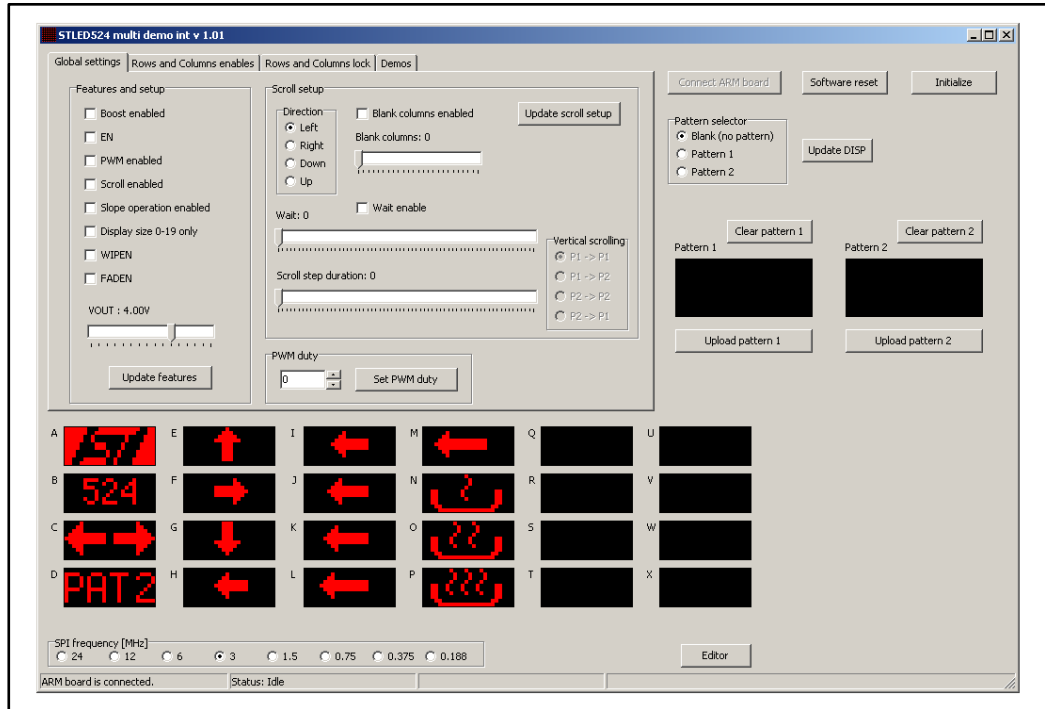 STLED524 multi demo int v 1.01
Global settings
Rows and Columns enables
Rows and Columns lock
Demos
Features and setup
Boost enabled
EN
PWM enabled
Scroll enabled
Slope operation enabled
Display size 0-19 only
WIPEN
FADEN
VOUT : 4.00V
Update features
Scroll setup
Direction
Left
Right
Down
Up
Blank columns enabled
Update scroll setup
Blank columns: 0
Wait: 0
Wait enable
Scroll step duration: 0
Vertical scrolling
P1 -> P1
P1 -> P2
P2 -> P2
P2 -> P1
PWM duty
0
Set PWM duty
Connect ARM board
Software reset
Initialize
Pattern selector
Blank (no pattern)
Pattern 1
Pattern 2
Update DISP
Clear pattern 1
Clear pattern 2
Pattern 1
Pattern 2
Upload pattern 1
Upload pattern 2
A
ST
E
I
M
Q
U
B
524
F
J
N
R
V
C
G
K
O
S
W
D
PAT2
H
L
P
T
X
SPI frequency [MHz]
24
12
6
3
1.5
0.75
0.375
0.188
Editor
ARM board is connected.
Status: Idle